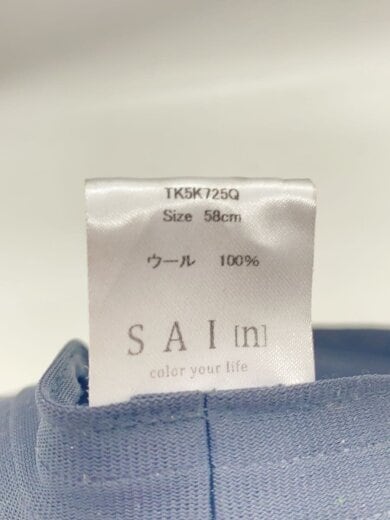 TK5K725Q
Size 58cm
ウール 100%
SAI[n]
color your life